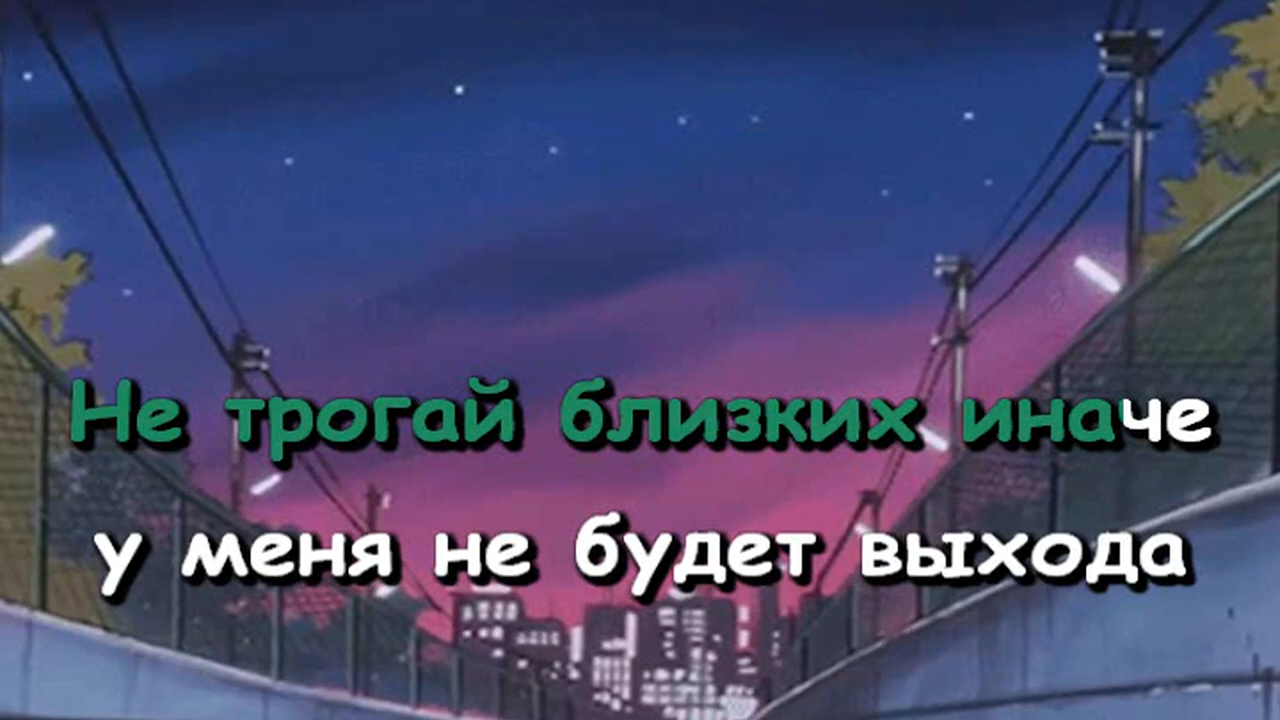 Не трогай близких иначе
у меня не будет выхода